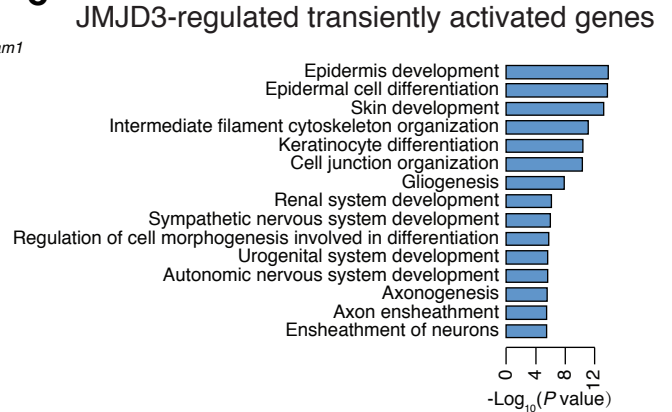 JMJD3-regulated transiently activated genes
am1
Epidermis development
Epidermal cell differentiation
Skin development
Intermediate filament cytoskeleton organization
Keratinocyte differentiation
Cell junction organization
Gliogenesis
Renal system development
Sympathetic nervous system development
Regulation of cell morphogenesis involved in differentiation
Urogenital system development
Autonomic nervous system development
Axonogenesis
Axon ensheathment
Ensheathment of neurons
0 4 8 12
-Log10(P value)